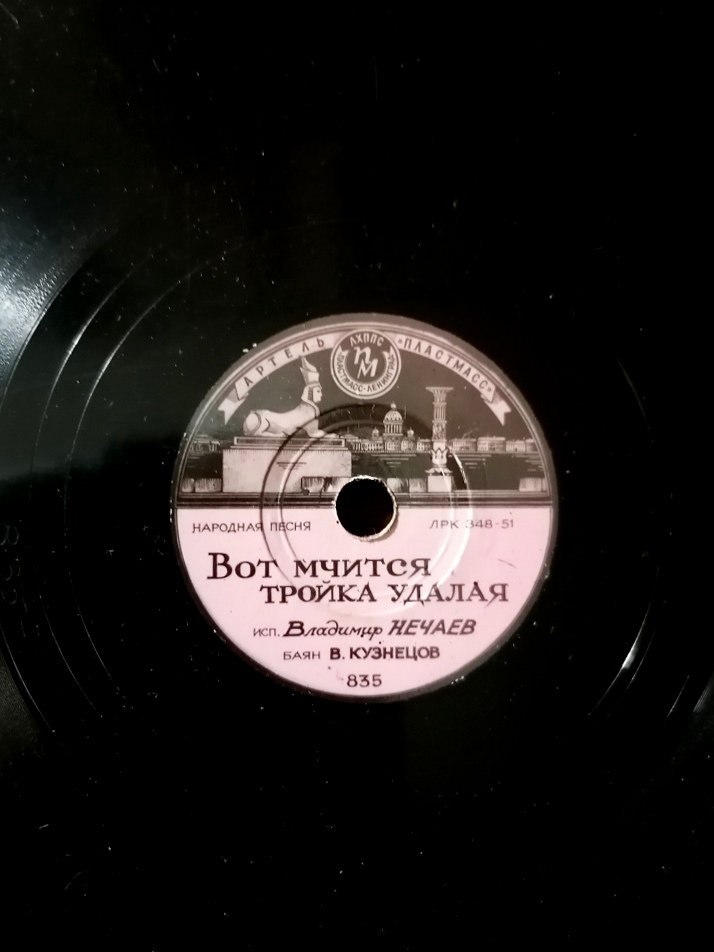 АРТЕЛЬ «ПЛАСТМАСС»
ЛХППС
ПМ
ПЛАСТМАСС-ЛЕНИНГРАД
НАРОДНАЯ ПЕСНЯ ЛРК 348-51
Вот мчится
тройка удалая
исп. Владимир НЕЧАЕВ
БАЯН В. КУЗНЕЦОВ
835